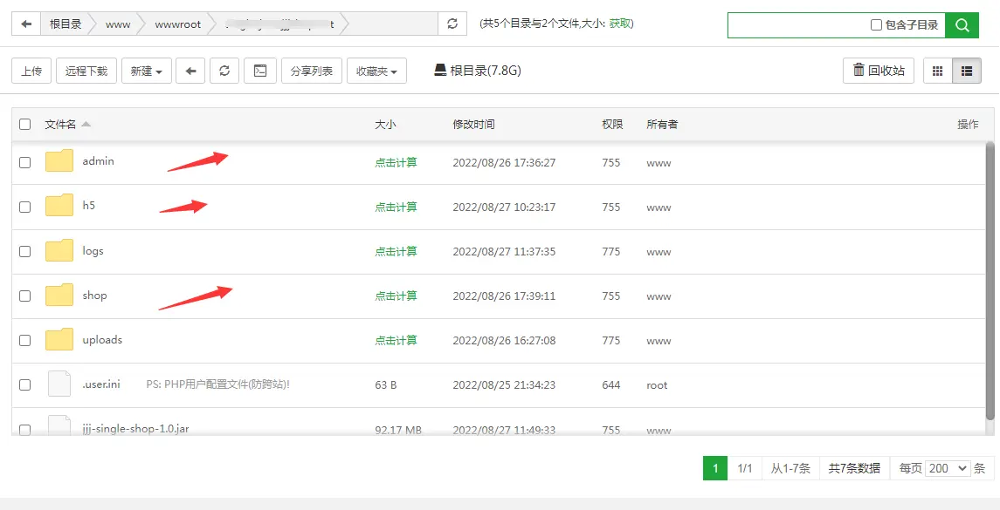 根目录 www wwwroot (共5个目录与2个文件,大小: 获取) 包含子目录
上传 远程下载 新建 分享列表 收藏夹 根目录(7.8G) 回收站
文件名 大小 修改时间 权限 所有者 操作
admin 点击计算 2022/08/26 17:36:27 755 www
h5 点击计算 2022/08/27 10:23:17 755 www
logs 点击计算 2022/08/27 11:37:35 775 www
shop 点击计算 2022/08/26 17:39:11 755 www
uploads 点击计算 2022/08/26 16:27:08 775 www
.user.ini PS: PHP用户配置文件(防跨站)! 63 B 2022/08/25 21:34:23 644 root
jjj-single-shop-1.0.jar 92.17 MB 2022/08/27 11:49:33 755 www
1 1/1 从1-7条 共7条数据 每页 200 条